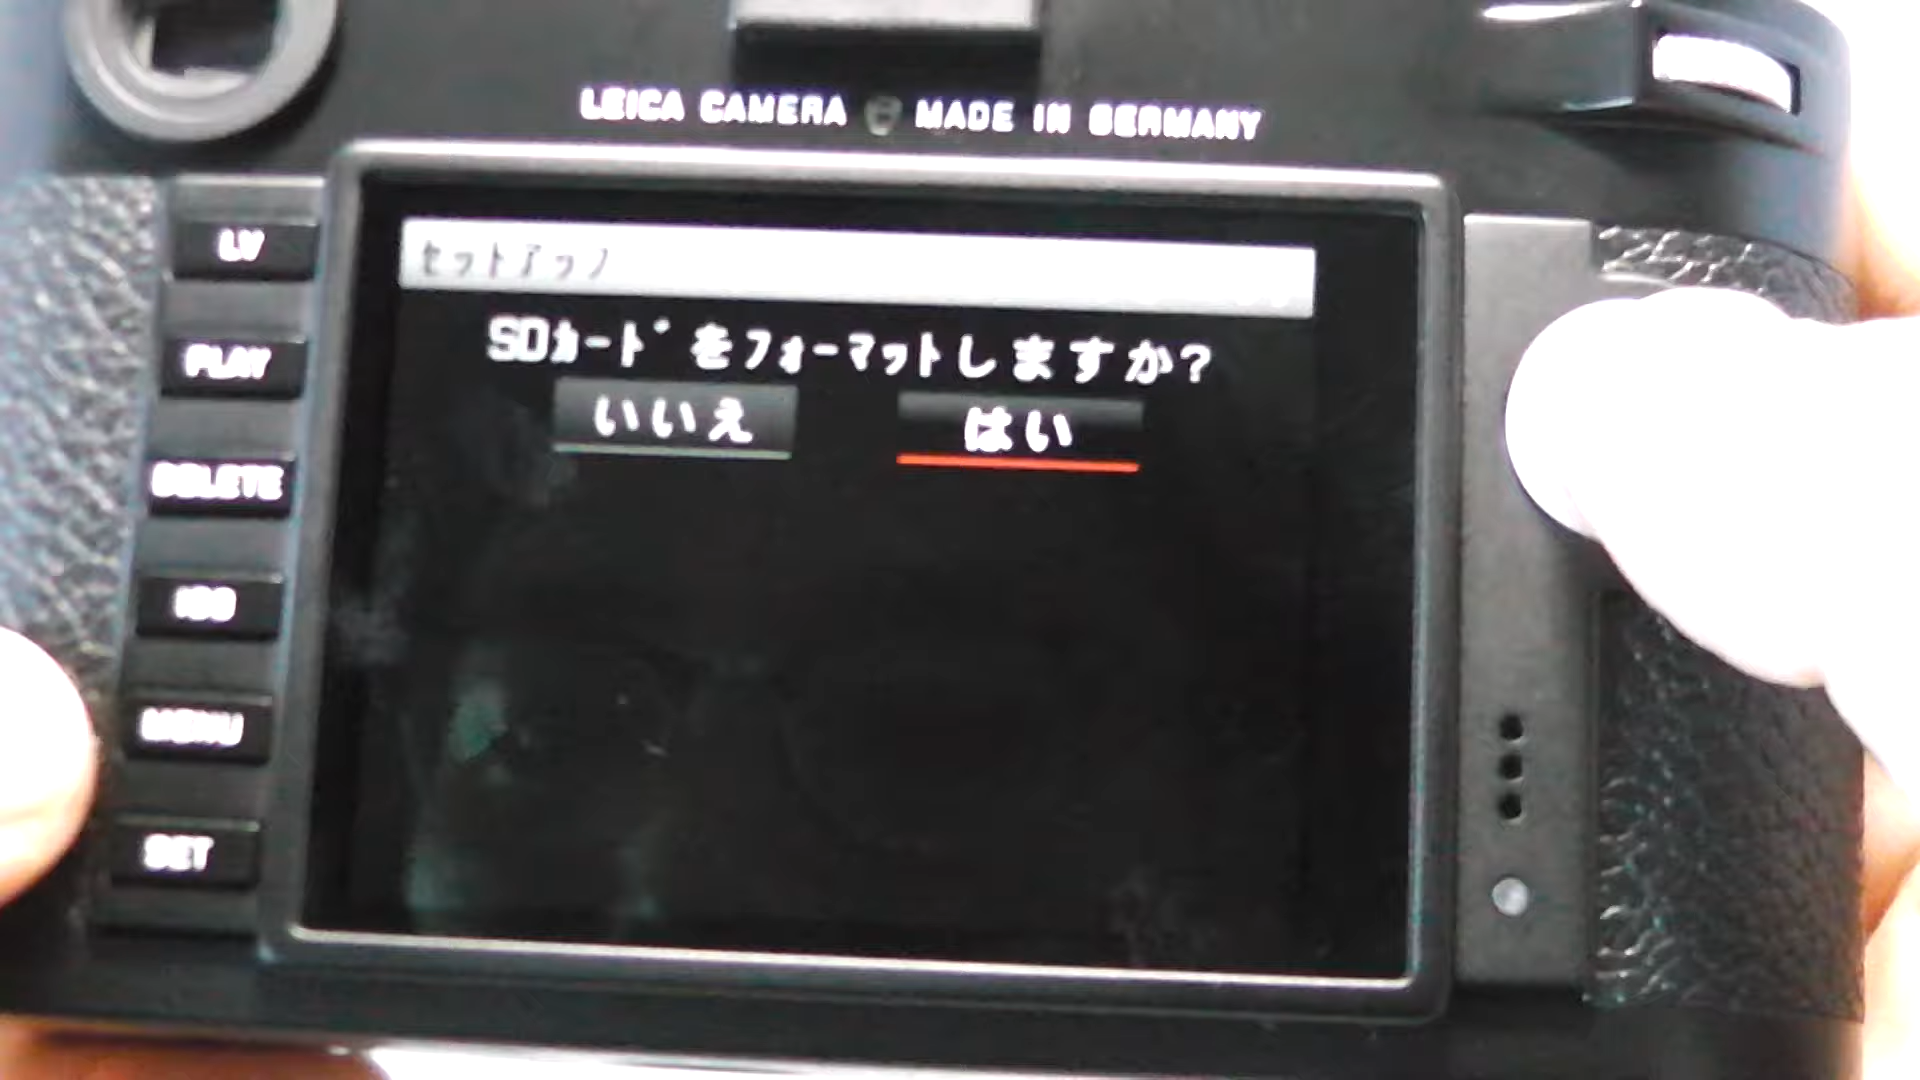 LEICA CAMERA MADE IN GERMANY
セットアップ
SDカードをフォーマットしますか?
いいえ はい
LV
PLAY
DELETE
ISO
MENU
SET